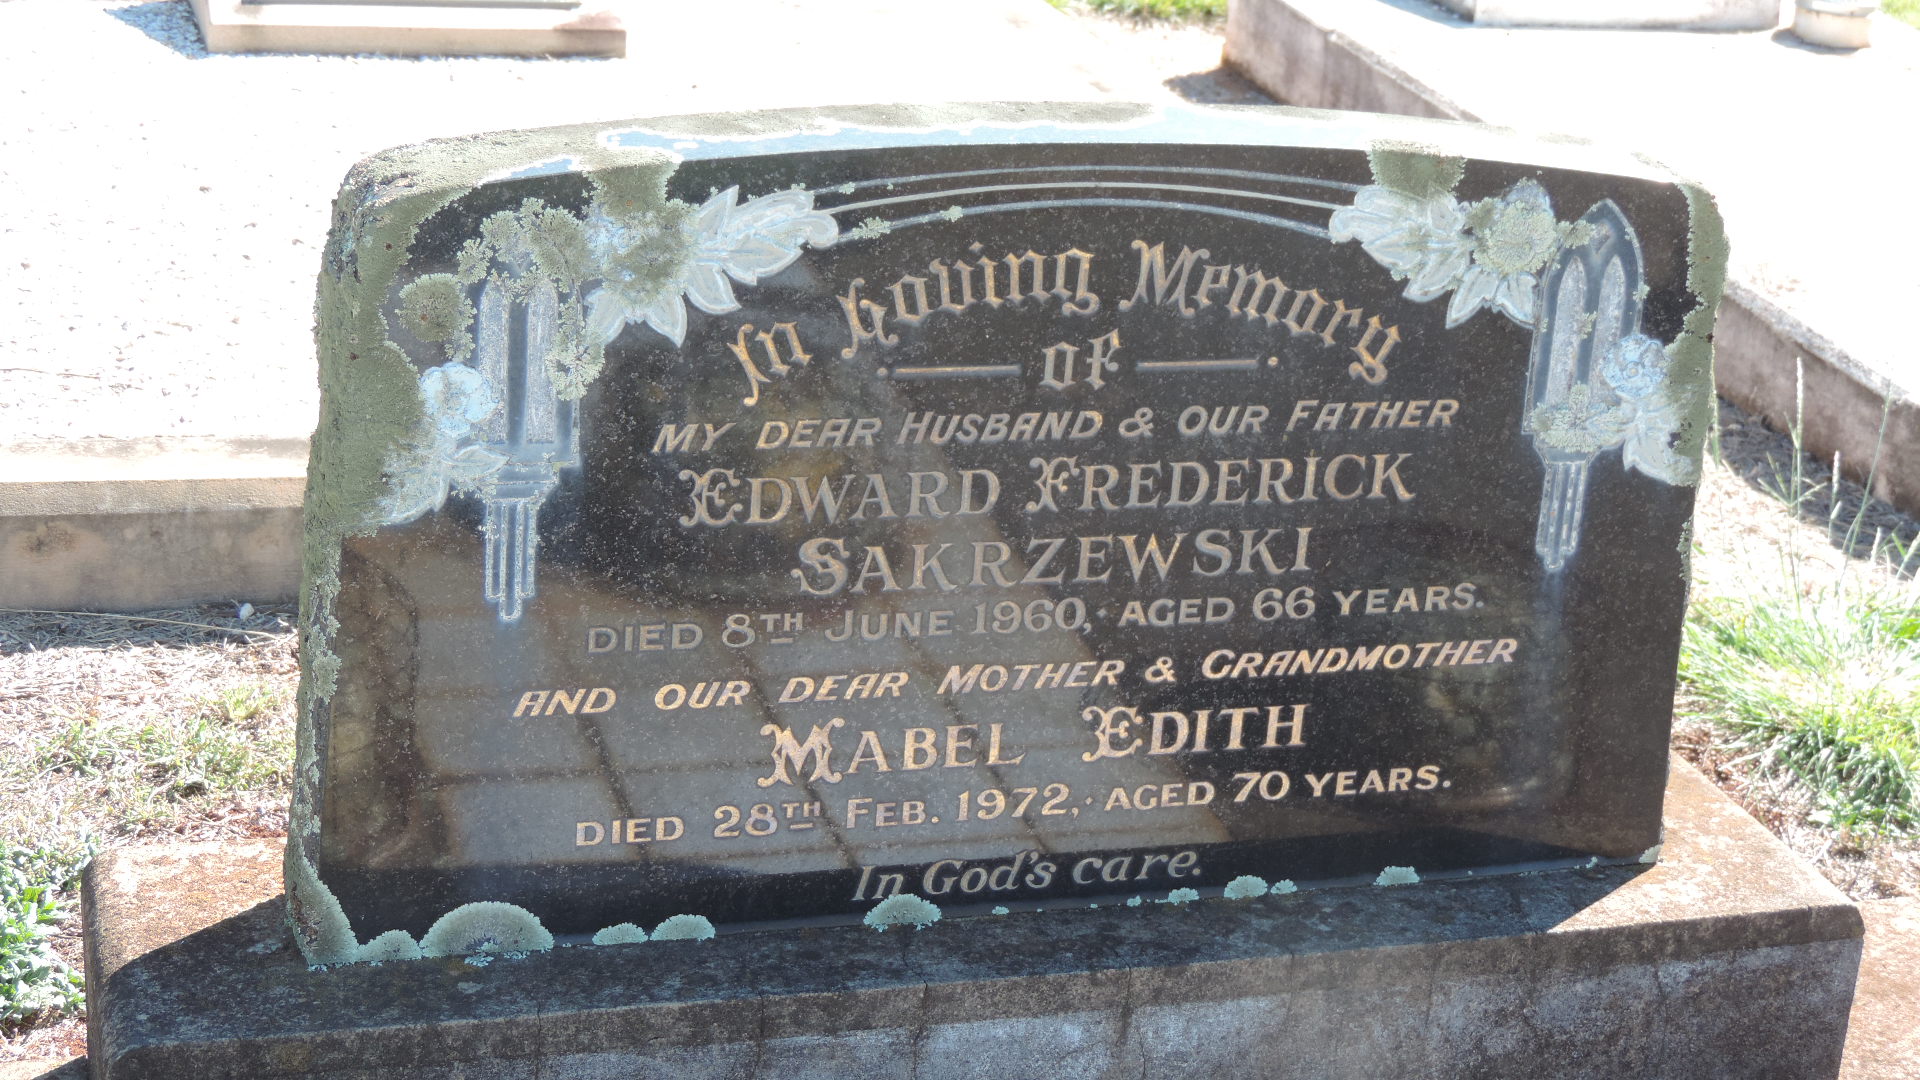 In Loving Memory
of
MY DEAR HUSBAND & OUR FATHER
EDWARD FREDERICK
SAKRZEWSKI
DIED 8TH JUNE 1960, AGED 66 YEARS.
AND OUR DEAR MOTHER & GRANDMOTHER
MABEL EDITH
DIED 28TH FEB. 1972, AGED 70 YEARS.
In God's care.